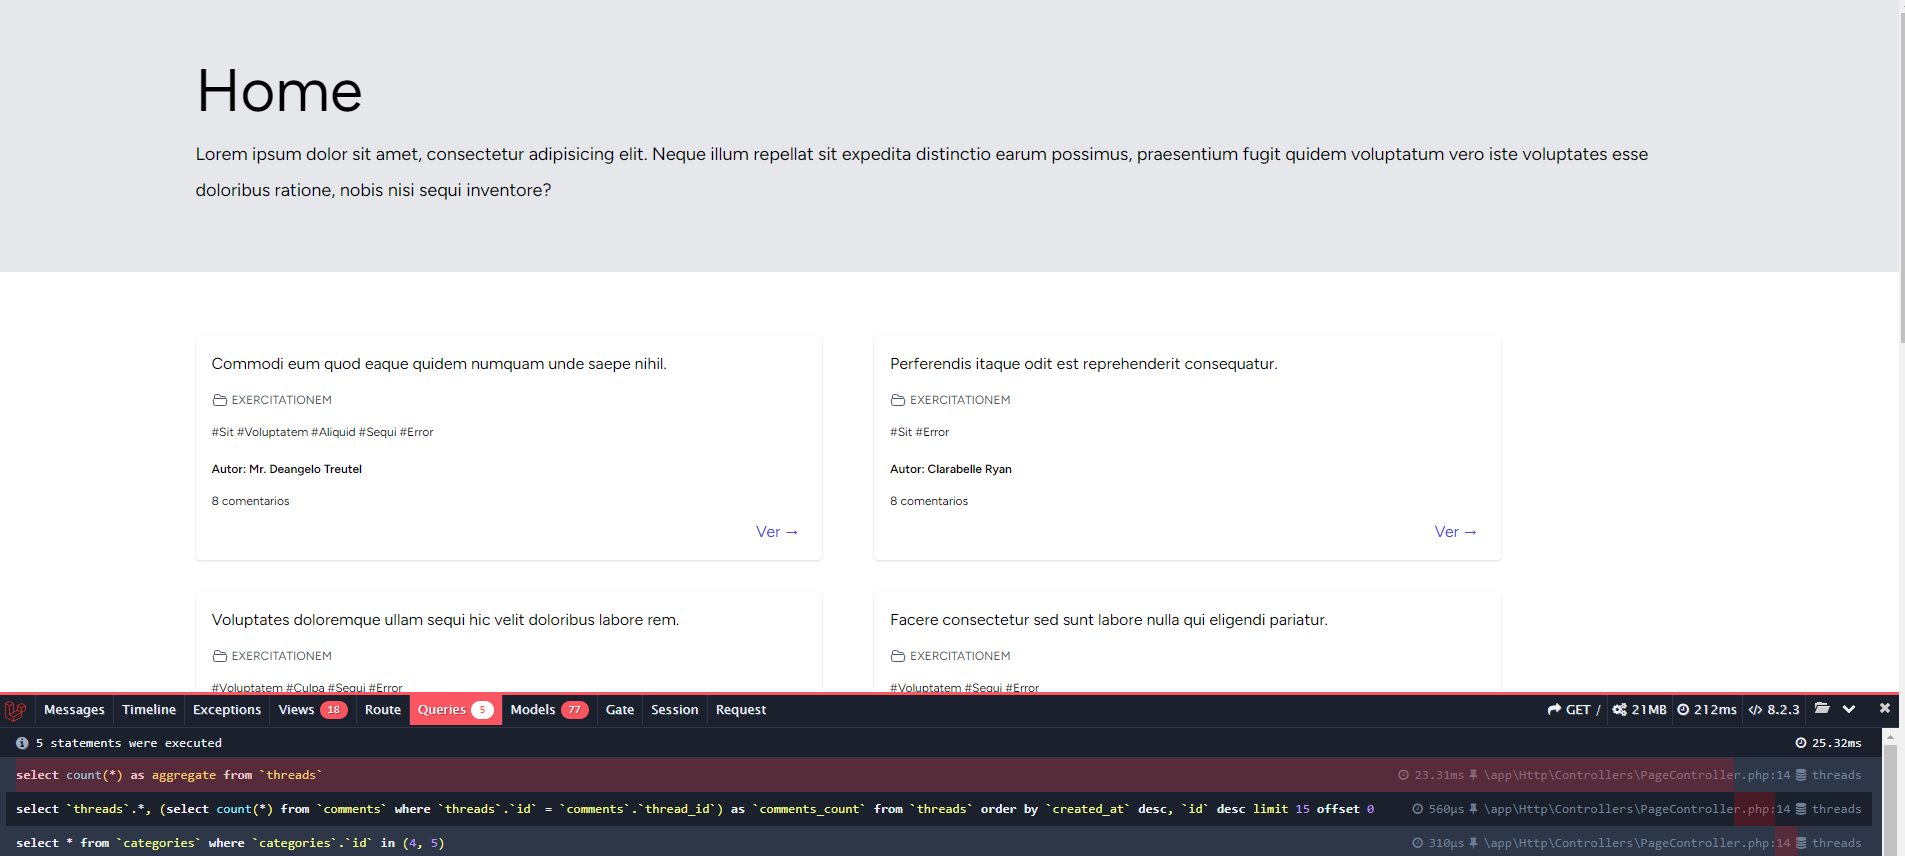 Home
Lorem ipsum dolor sit amet, consectetur adipisicing elit. Neque illum repellat sit expedita distinctio earum possimus, praesentium fugit quidem voluptatum vero iste voluptates esse
doloribus ratione, nobis nisi sequi inventore?
Commodi eum quod eaque quidem numquam unde saepe nihil.
EXERCITATIONEM
#Sit #Voluptatem #Aliquid #Sequi #Error
Autor: Mr. Deangelo Treutel
8 comentarios
Ver →
Perferendis itaque odit est reprehenderit consequatur.
EXERCITATIONEM
#Sit #Error
Autor: Clarabelle Ryan
8 comentarios
Ver →
Voluptates doloremque ullam sequi hic velit doloribus labore rem.
EXERCITATIONEM
#Voluptatem #Culpa #Sequi #Error
Facere consectetur sed sunt labore nulla qui eligendi pariatur.
EXERCITATIONEM
#Voluptatem #Sequi #Error
Messages Timeline Exceptions Views 18 Route Queries 5 Models 77 Gate Session Request GET / 21MB 212ms 8.2.3
5 statements were executed 25.32ms
select count(*) as aggregate from `threads` 23.31ms \app\Http\Controllers\PageController.php:14 threads
select `threads`.*, (select count(*) from `comments` where `threads`.`id` = `comments`.`thread_id`) as `comments_count` from `threads` order by `created_at` desc, `id` desc limit 15 offset 0 560μs \app\Http\Controllers\PageController.php:14 threads
select * from `categories` where `categories`.`id` in (4, 5) 310μs \app\Http\Controllers\PageController.php:14 threads